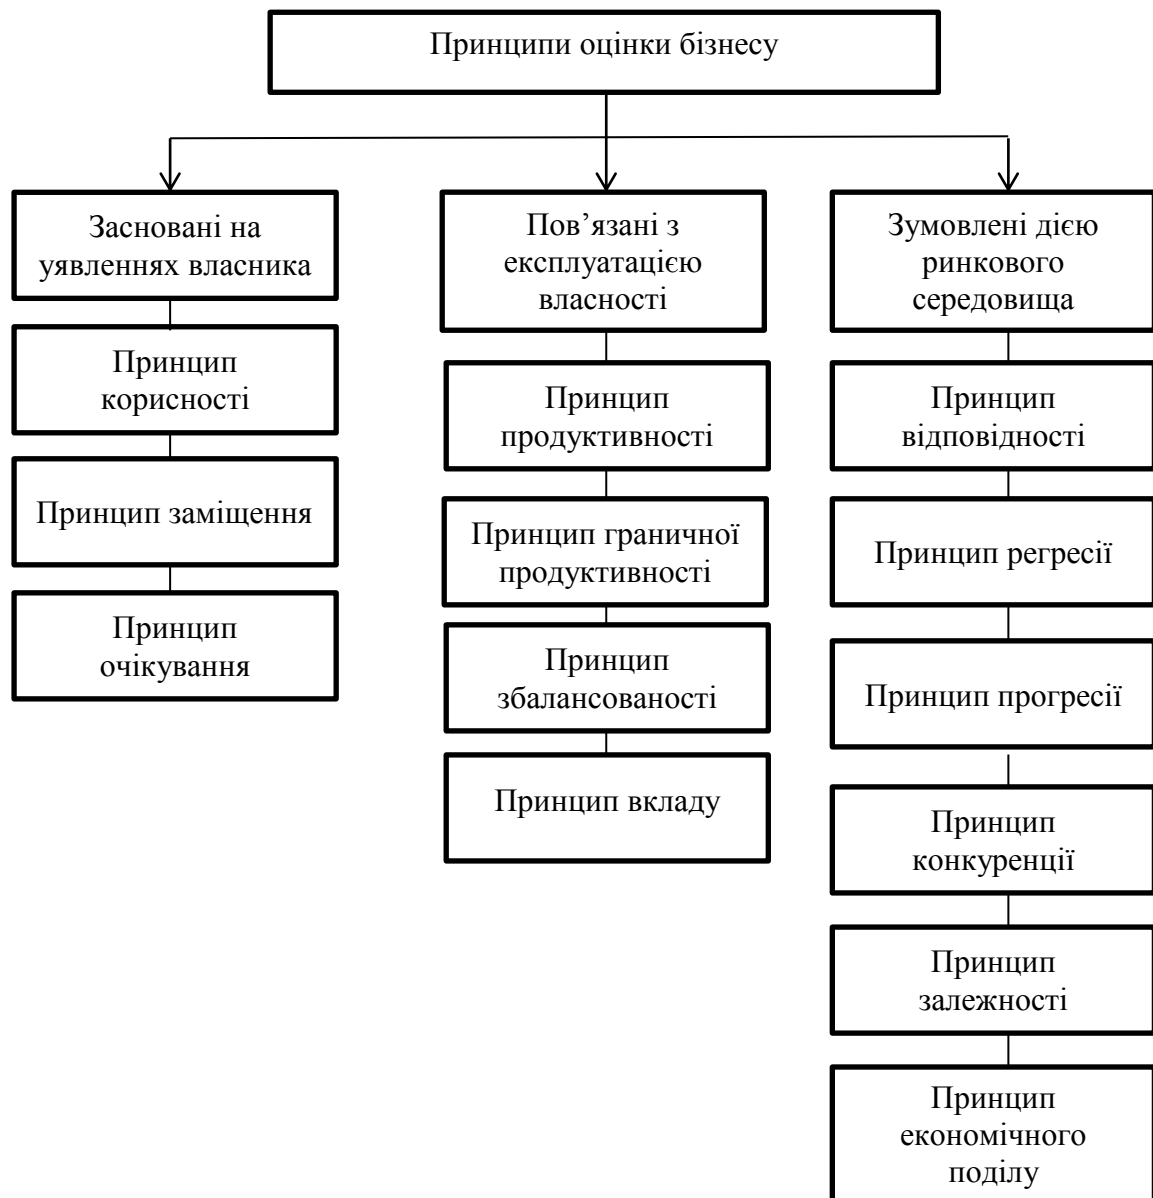 Принципи оцінки бізнесу
Засновані на
уявленнях власника
Принцип
корисності
Принцип заміщення
Принцип
очікування
Пов’язані з
експлуатацією
власності
Принцип
продуктивності
Принцип граничної
продуктивності
Принцип
збалансованості
Принцип вкладу
Зумовлені дією
ринкового
середовища
Принцип
відповідності
Принцип регресії
Принцип прогресії
Принцип
конкуренції
Принцип
залежності
Принцип
економічного
поділу